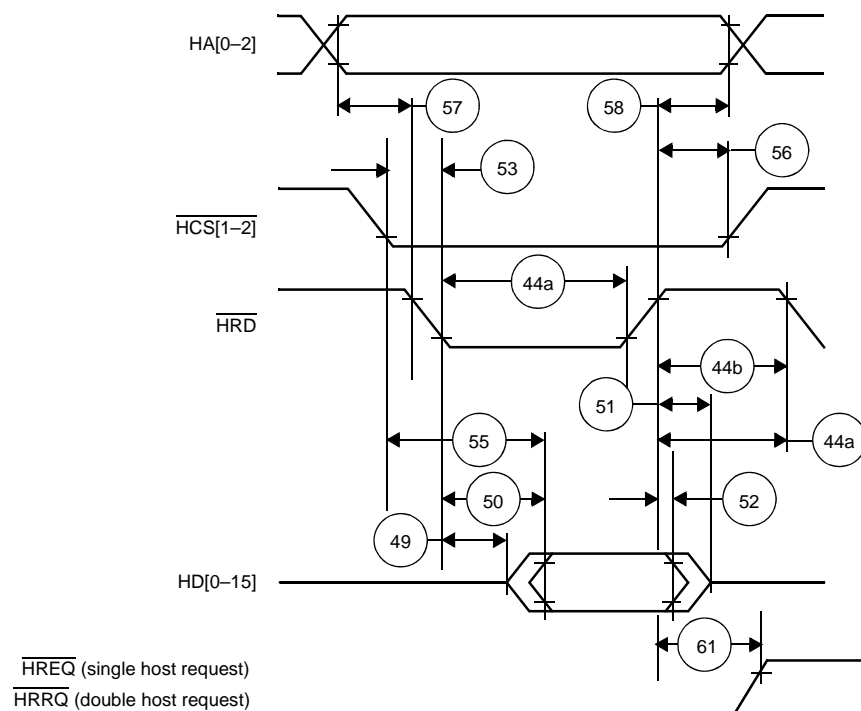 HA[0–2]
57
58
53
56
HCS[1–2]
44a
HRD
44b
51
55
44a
50
52
49
HD[0–15]
61
HREQ (single host request)
HRRQ (double host request)